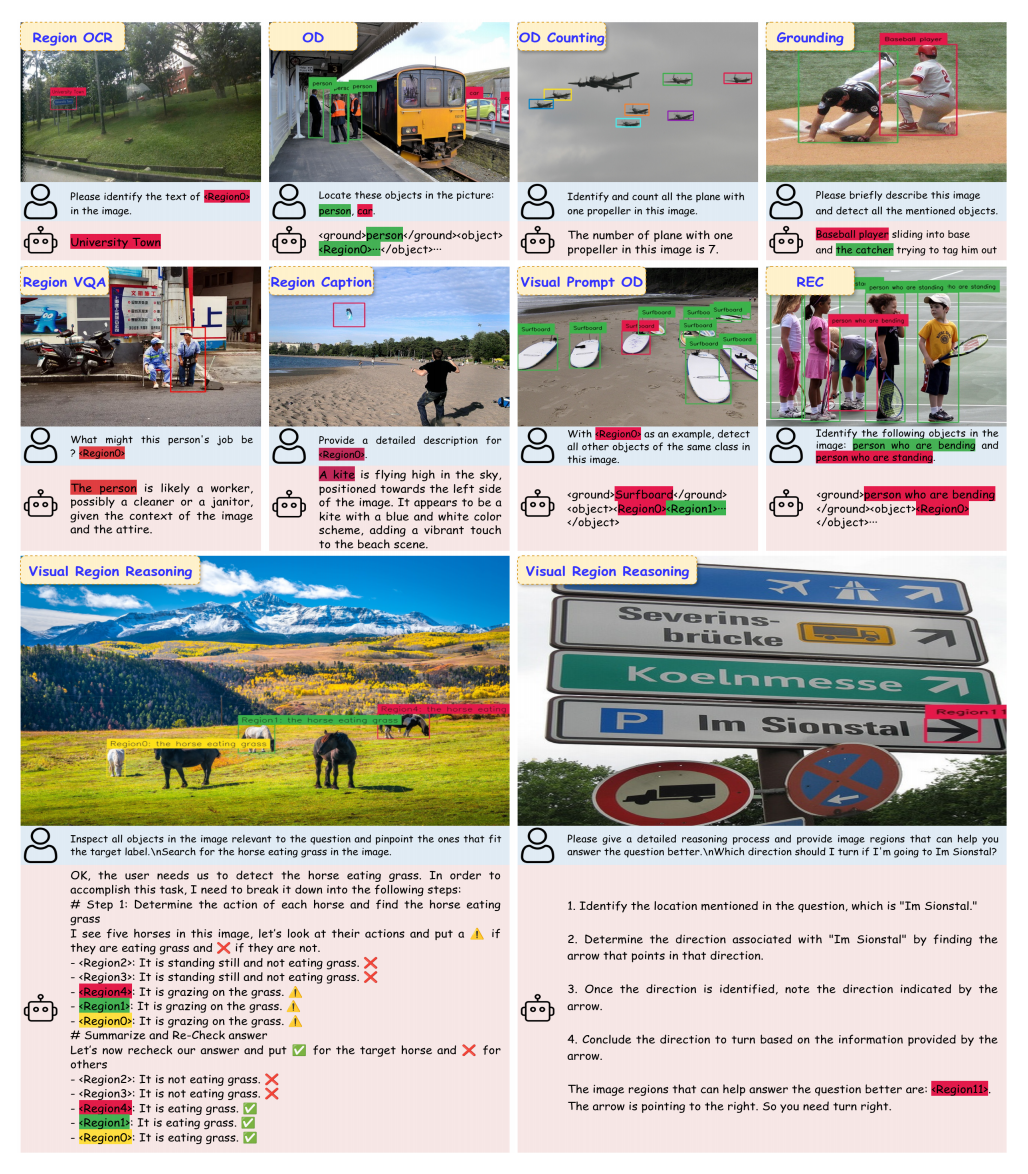 Region OCR
University Town
Please identify the text of <Region0>
in the image.
University Town
OD
person
person
car
Locate these objects in the picture:
person, car.
<ground>person</ground><object>
<Region0>···</object>···
OD Counting
Identify and count all the plane with
one propeller in this image.
The number of plane with one
propeller in this image is 7.
Grounding
Baseball player
Please briefly describe this image
and detect all the mentioned objects.
Baseball player sliding into base
and the catcher trying to tag him out
Region VQA
上
What might this person's job be
? <Region0>
The person is likely a worker,
possibly a cleaner or a janitor,
given the context of the image
and the attire.
Region Caption
Provide a detailed description for
<Region0>.
A kite is flying high in the sky,
positioned towards the left side
of the image. It appears to be a
kite with a blue and white color
scheme, adding a vibrant touch
to the beach scene.
Visual Prompt OD
Surfboard
Surfboard
Surfboard
Surfboard
Surfboard
Surfboard
Surfboard
With <Region0> as an example, detect
all other objects of the same class in
this image.
<ground>Surfboard</ground>
<object><Region0><Region1>···
</object>
REC
person who are standing
who are standing
person who are bending
Identify the following objects in the
image: person who are bending and
person who are standing.
<ground>person who are bending
</ground><object><Region0>
</object>···
Visual Region Reasoning
Region4: the horse eating
Region1: the horse eating grass
Region0: the horse eating grass
Inspect all objects in the image relevant to the question and pinpoint the ones that fit
the target label.\nSearch for the horse eating grass in the image.
OK, the user needs us to detect the horse eating grass. In order to
accomplish this task, I need to break it down into the following steps:
# Step 1: Determine the action of each horse and find the horse eating
grass
I see five horses in this image, let's look at their actions and put a ⚠️ if
they are eating grass and ❌ if they are not.
- <Region2>: It is standing still and not eating grass. ❌
- <Region3>: It is standing still and not eating grass. ❌
- <Region4>: It is grazing on the grass. ⚠️
- <Region1>: It is grazing on the grass. ⚠️
- <Region0>: It is grazing on the grass. ⚠️
# Summarize and Re-Check answer
Let's now recheck our answer and put ✅ for the target horse and ❌ for
others
- <Region2>: It is not eating grass. ❌
- <Region3>: It is not eating grass. ❌
- <Region4>: It is eating grass. ✅
- <Region1>: It is eating grass. ✅
- <Region0>: It is eating grass. ✅
Visual Region Reasoning
Severins-
brücke
Koelnmesse
P Im Sionstal
Region11
Please give a detailed reasoning process and provide image regions that can help you
answer the question better.\nWhich direction should I turn if I'm going to Im Sionstal?
1. Identify the location mentioned in the question, which is "Im Sionstal."
2. Determine the direction associated with "Im Sionstal" by finding the
arrow that points in that direction.
3. Once the direction is identified, note the direction indicated by the
arrow.
4. Conclude the direction to turn based on the information provided by the
arrow.
The image regions that can help answer the question better are: <Region11>.
The arrow is pointing to the right. So you need turn right.